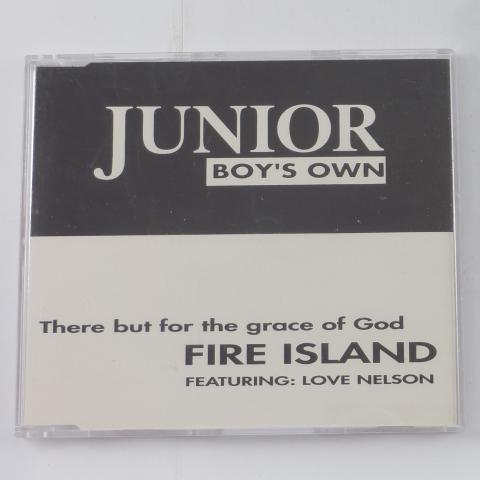 JUNIOR
BOY'S OWN
There but for the grace of God
FIRE ISLAND
FEATURING: LOVE NELSON